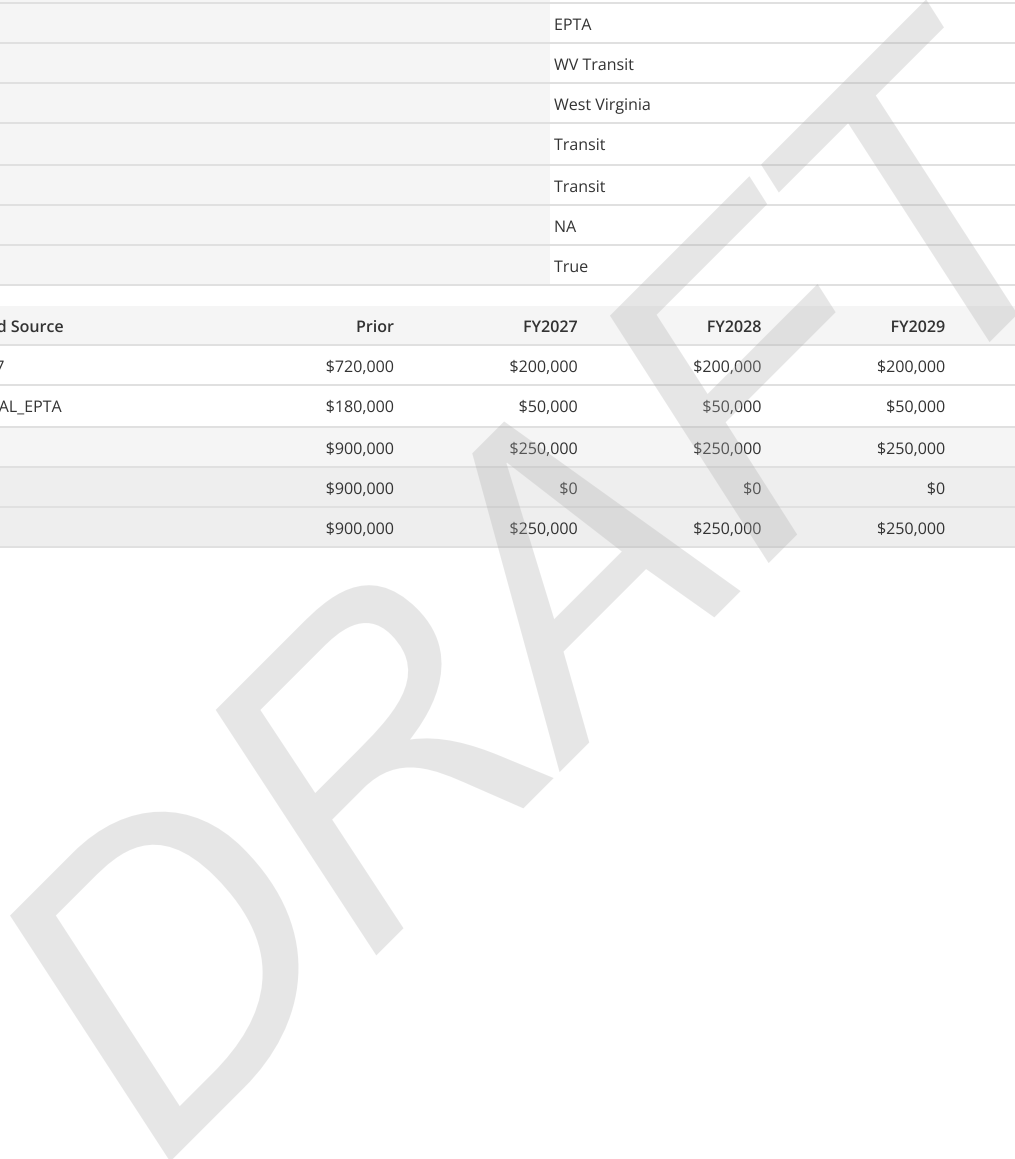 EPTA
WV Transit
West Virginia
Transit
Transit
NA
True
d Source Prior FY2027 FY2028 FY2029
7 $720,000 $200,000 $200,000 $200,000
AL_EPTA $180,000 $50,000 $50,000 $50,000
$900,000 $250,000 $250,000 $250,000
$900,000 $0 $0 $0
$900,000 $250,000 $250,000 $250,000
DRAFT